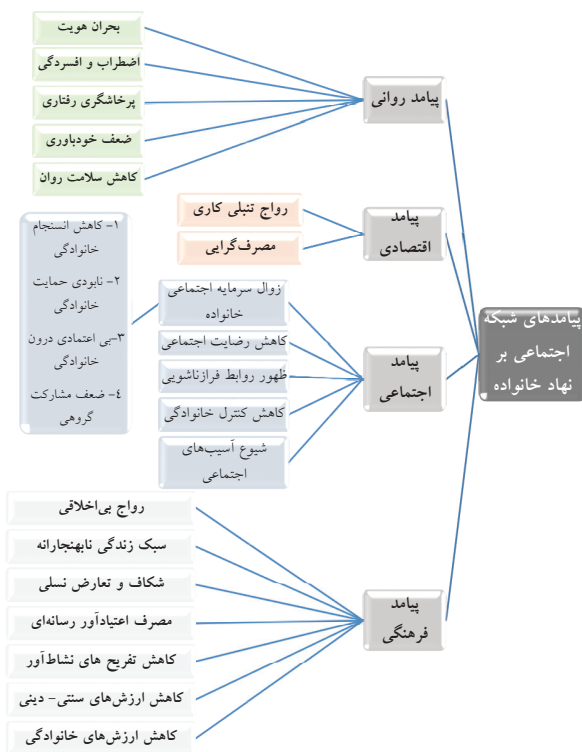 پیامدهای شبکه
اجتماعی بر
نهاد خانواده
پیامد روانی
بحران هویت
اضطراب و افسردگی
پرخاشگری رفتاری
ضعف خودباوری
کاهش سلامت روان
پیامد
اقتصادی
رواج تنبلی کاری
مصرف‌گرایی
پیامد
اجتماعی
زوال سرمایه اجتماعی
خانواده
۱- کاهش انسنجام
خانوادگی
۲- نابودی حمایت
خانوادگی
۳-بی اعتمادی درون
خانوادگی
٤- ضعف مشارکت
گروهی
کاهش رضایت اجتماعی
ظهور روابط فرازناشویی
کاهش کنترل خانوادگی
شیوع آسیب‌های
اجتماعی
پیامد
فرهنگی
رواج بی‌اخلاقی
سبک زندگی نابهنجارانه
شکاف و تعارض نسلی
مصرف اعتیادآور رسانه‌ای
کاهش تفریح های نشاط‌آور
کاهش ارزش‌های سنتی- دینی
کاهش ارزش‌های خانوادگی